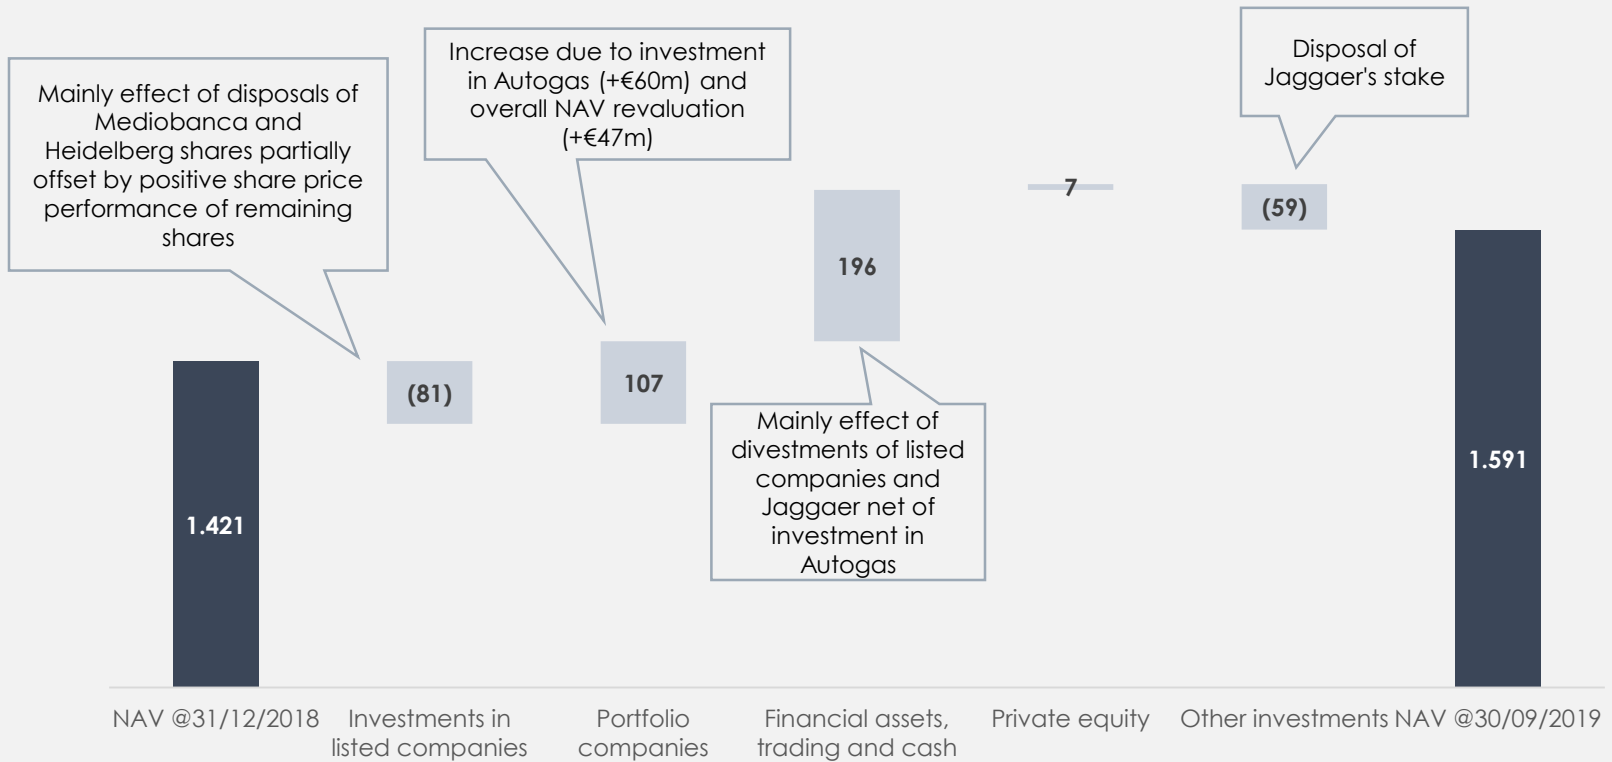 Mainly effect of disposals of
Mediobanca and
Heidelberg shares partially
offset by positive share price
performance of remaining
shares
Increase due to investment
in Autogas (+€60m) and
overall NAV revaluation
(+€47m)
Disposal of
Jaggaer's stake
7
(59)
196
(81)
107
Mainly effect of
divestments of listed
companies and
Jaggaer net of
investment in
Autogas
1.421
1.591
NAV @31/12/2018
Investments in
listed companies
Portfolio
companies
Financial assets,
trading and cash
Private equity
Other investments
NAV @30/09/2019